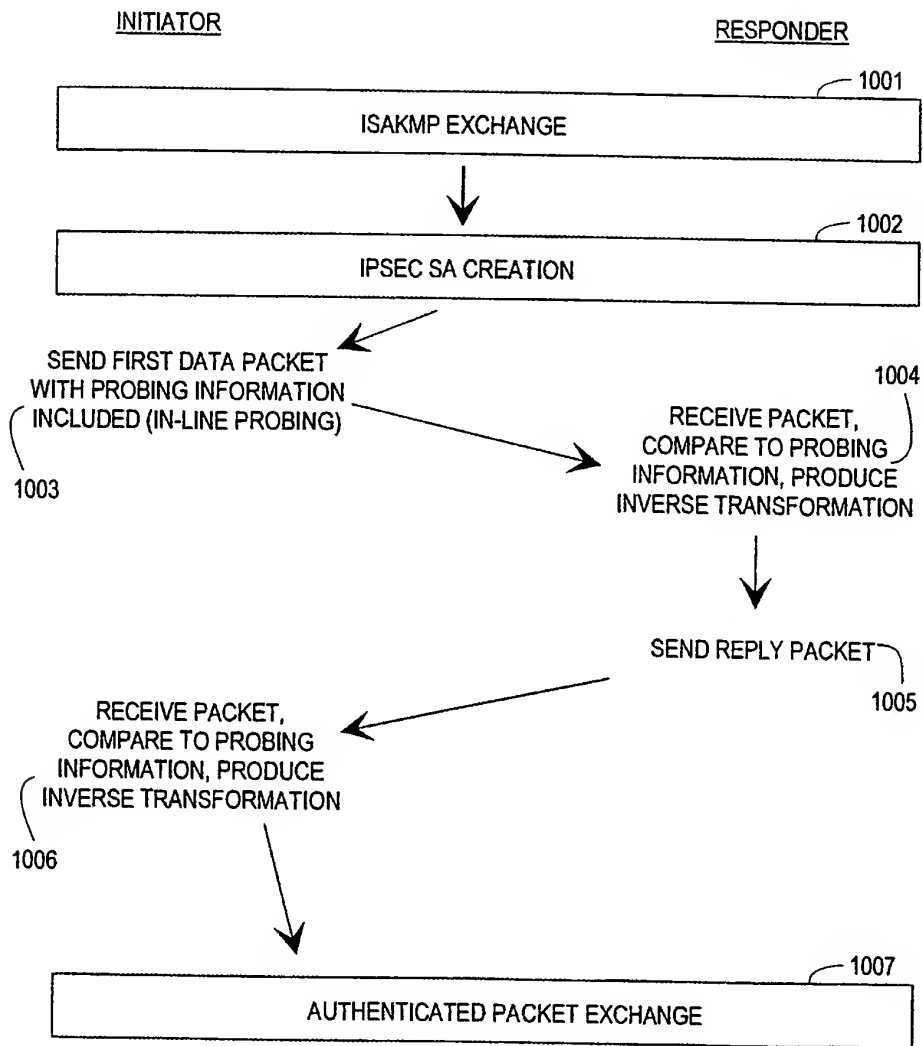 INITIATOR
RESPONDER
1001
ISAKMP EXCHANGE
1002
IPSEC SA CREATION
SEND FIRST DATA PACKET
WITH PROBING INFORMATION
INCLUDED (IN-LINE PROBING)
1003
1004
RECEIVE PACKET,
COMPARE TO PROBING
INFORMATION, PRODUCE
INVERSE TRANSFORMATION
SEND REPLY PACKET
1005
RECEIVE PACKET,
COMPARE TO PROBING
INFORMATION, PRODUCE
INVERSE TRANSFORMATION
1006
1007
AUTHENTICATED PACKET EXCHANGE